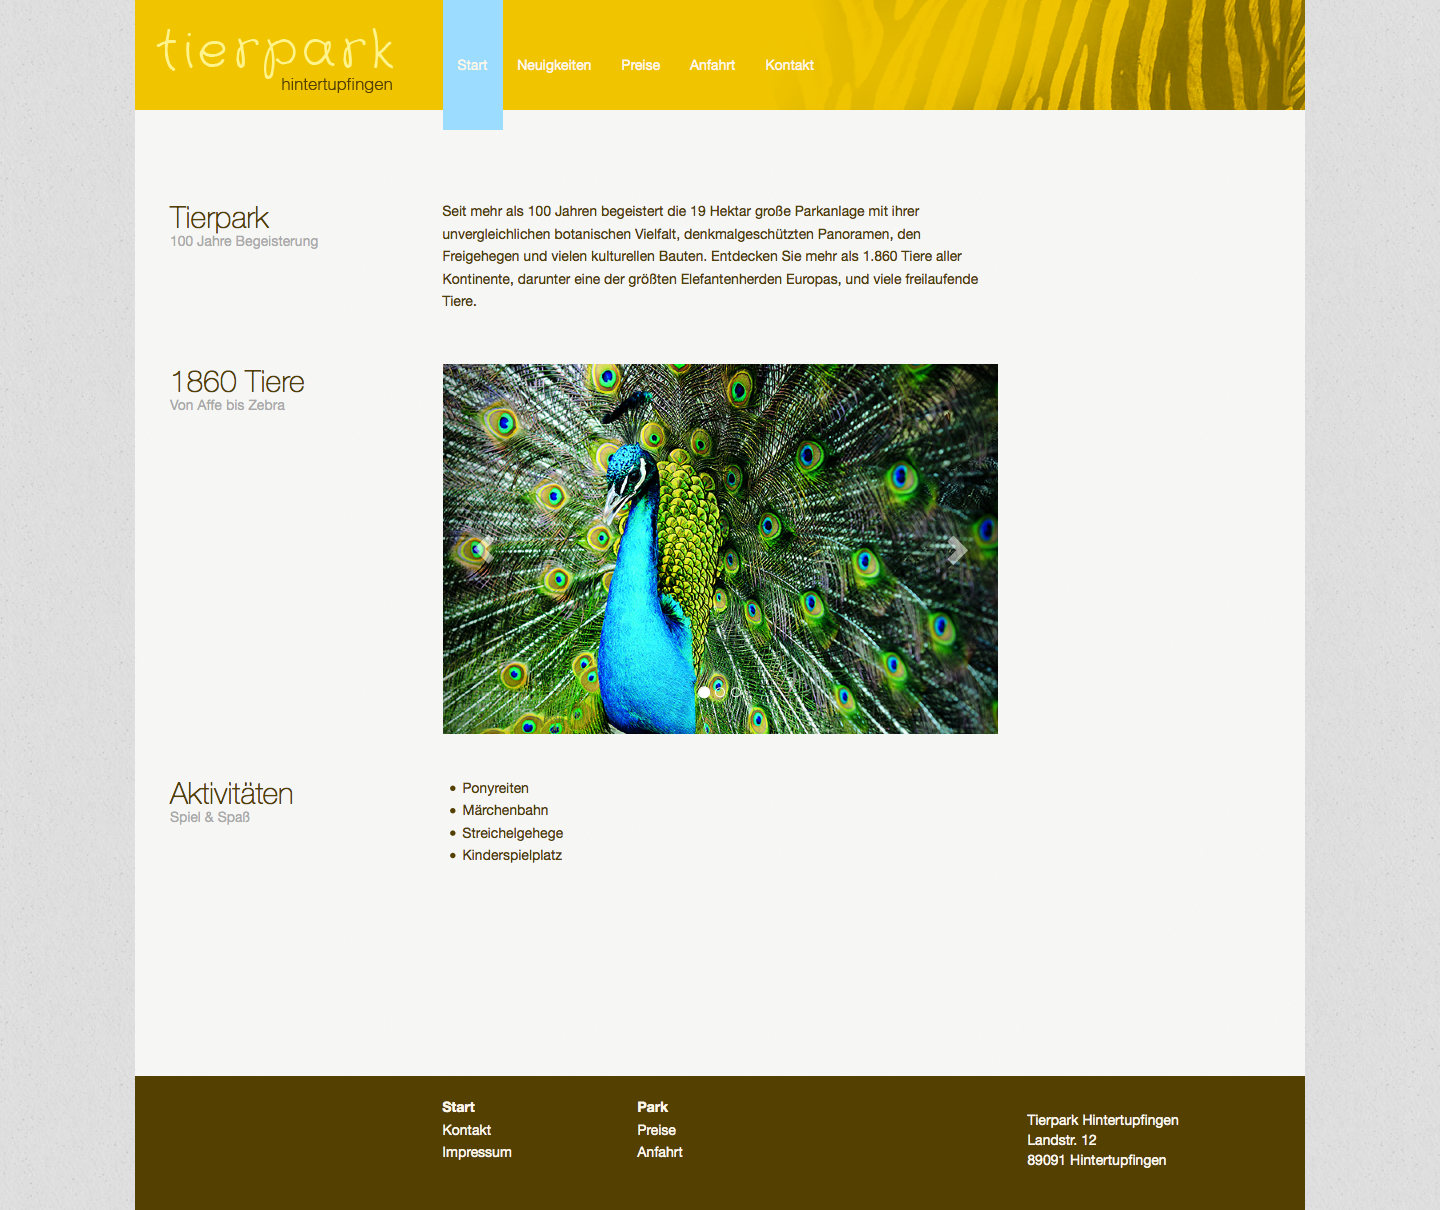 tierpark
hintertupfingen
Start Neuigkeiten Preise Anfahrt Kontakt
Tierpark
100 Jahre Begeisterung
Seit mehr als 100 Jahren begeistert die 19 Hektar große Parkanlage mit ihrer
unvergleichlichen botanischen Vielfalt, denkmalgeschützten Panoramen, den
Freigehegen und vielen kulturellen Bauten. Entdecken Sie mehr als 1.860 Tiere aller
Kontinente, darunter eine der größten Elefantenherden Europas, und viele freilaufende
Tiere.
1860 Tiere
Von Affe bis Zebra
Aktivitäten
Spiel & Spaß
• Ponyreiten
• Märchenbahn
• Streichelgehege
• Kinderspielplatz
Start
Kontakt
Impressum
Park
Preise
Anfahrt
Tierpark Hintertupfingen
Landstr. 12
89091 Hintertupfingen